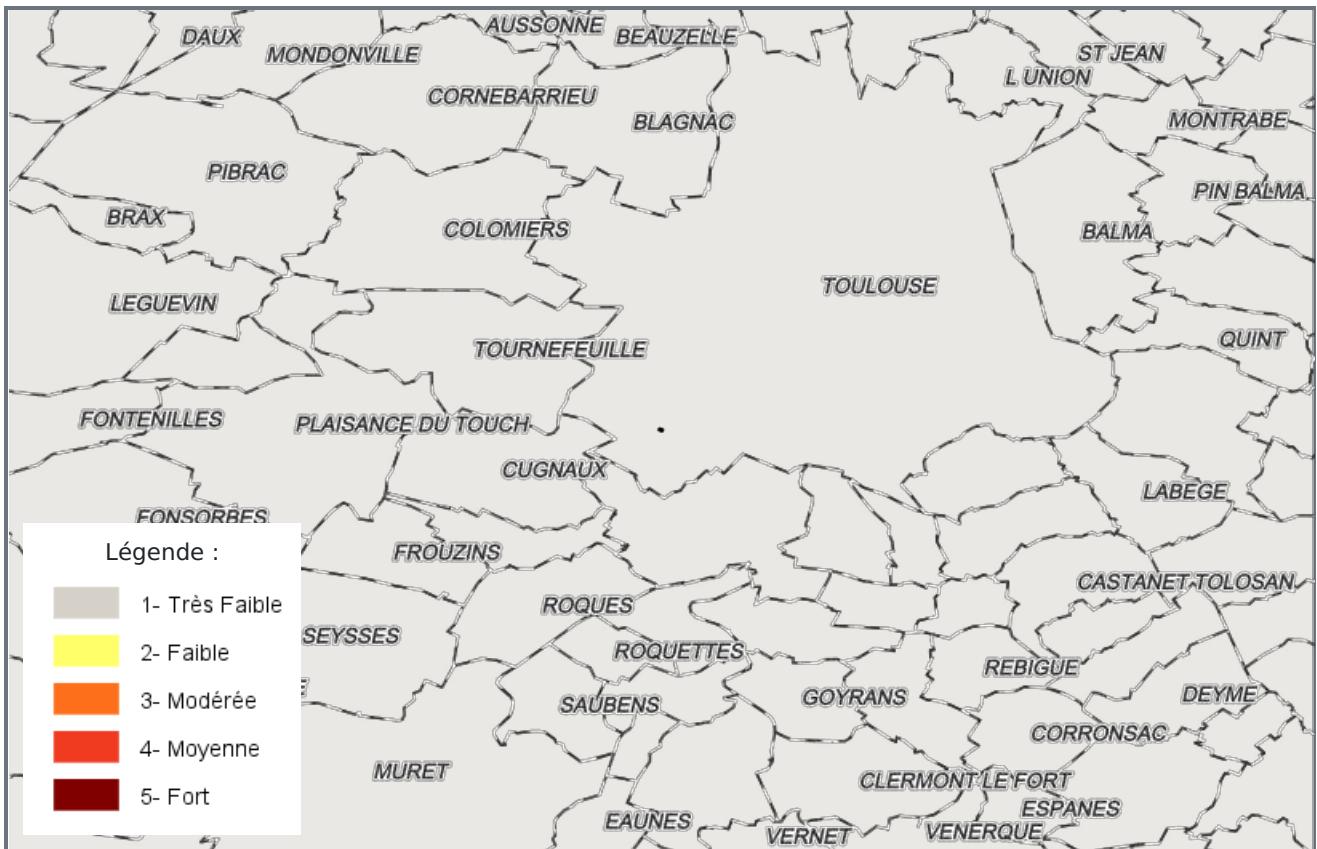 AUSSONNE
DAUX
BEAUZELLE
MONDONVILLE
ST JEAN
L UNION
CORNEBARRIEU
BLAGNAC
MONTRABE
PIBRAC
PIN BALMA
BRAX
COLOMIERS
BALMA
TOULOUSE
LEGUEVIN
QUINT
TOURNEFEUILLE
FONTENILLES
PLAISANCE DU TOUCH
CUGNAUX
LABEGE
FONSORBES
FROUZINS
CASTANET TOLOSAN
ROQUES
SEYSSES
ROQUETTES
REBIGUE
E
GOYRANS
DEYME
SAUBENS
CORRONSAC
MURET
CLERMONT LE FORT
ESPANES
EAUNES
VERNET
VENERQUE
Légende :
1- Très Faible
2- Faible
3- Modérée
4- Moyenne
5- Fort